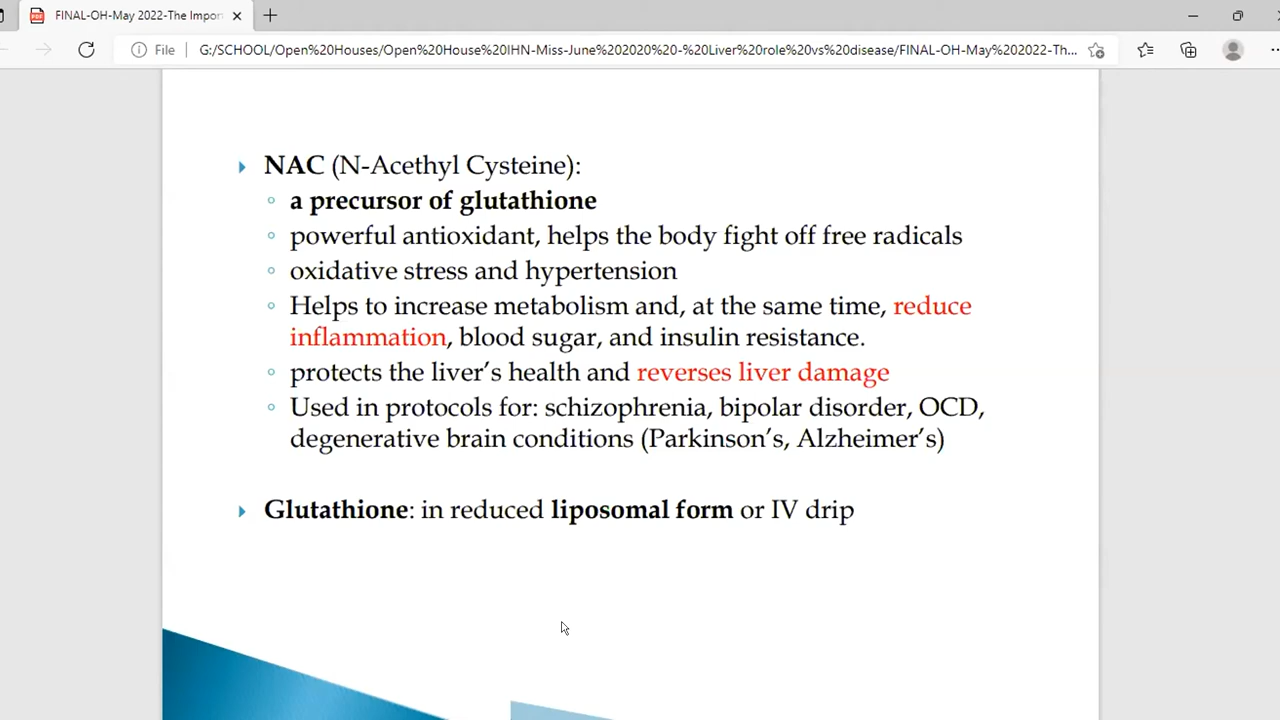 FINAL-OH-May 2022-The Impor
File
G:/SCHOOL/Open%20Houses/Open%20House%20IHN-Miss-June%202020%20-%20Liver%20role%20vs%20disease/FINAL-OH-May%202022-Th...
NAC (N-Acethyl Cysteine):
a precursor of glutathione
powerful antioxidant, helps the body fight off free radicals
oxidative stress and hypertension
Helps to increase metabolism and, at the same time, reduce
inflammation, blood sugar, and insulin resistance.
protects the liver’s health and reverses liver damage
Used in protocols for: schizophrenia, bipolar disorder, OCD,
degenerative brain conditions (Parkinson’s, Alzheimer’s)
Glutathione: in reduced liposomal form or IV drip